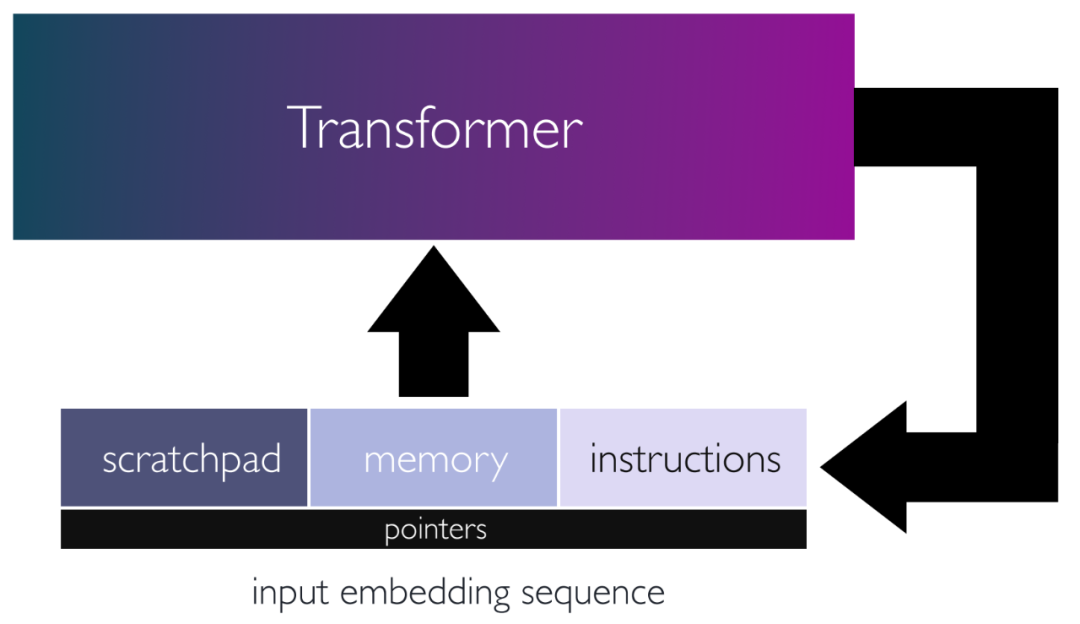 Transformer
scratchpad memory instructions
pointers
input embedding sequence